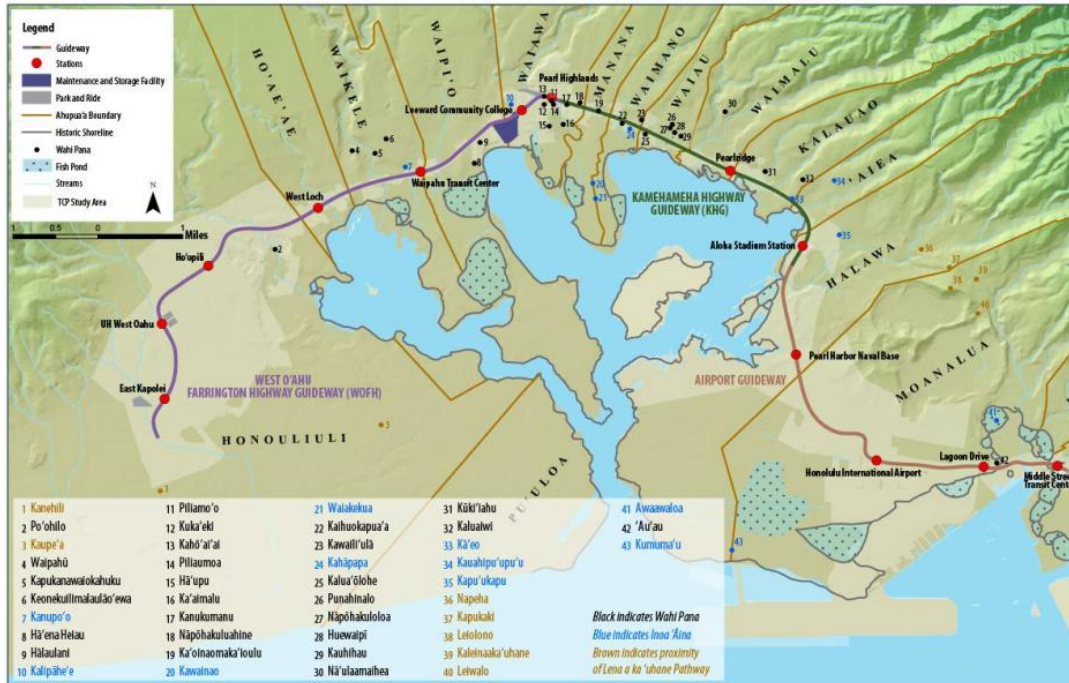 Legend
Guideway
Stations
Maintenance and Storage Facility
Park and Ride
Ahupua'a Boundary
Historic Shoreline
Wahi Pana
Fish Pond
Streams
TCP Study Area
N
1 0.5 0 1
Miles
HO'AE'AE
WAIKELE
WAIPI'O
WAIAWA
MANANA
WAIMANO
WAIAU
WAIMALU
KALAUAO
'AIEA
HALAWA
MOANALUA
PU'ULOA
HONOULIULI
Pearl Highlands
Leeward Community College
Waipahu Transit Center
West Loch
Ho'opili
UH West Oahu
East Kapolei
Pearlridge
Aloha Stadium Station
Pearl Harbor Naval Base
Honolulu International Airport
Lagoon Drive
Middle Street
Transit Center
KAMEHAMEHA HIGHWAY
GUIDEWAY (KHG)
WEST O'AHU
FARRINGTON HIGHWAY GUIDEWAY (WOFH)
AIRPORT GUIDEWAY
1 Kanehili
2 Po'ohilo
3 Kaupe'a
4 Waipahū
5 Kapukanawaiokahuku
6 Keonekuilimalaulāo'ewa
7 Kanupo'o
8 Hā'ena Heiau
9 Hālaulani
10 Kalipāhe'e
11 Piliamo'o
12 Kuka'eki
13 Kahō'ai'ai
14 Piliaumoa
15 Hā'upu
16 Ka'aimalu
17 Kanukumanu
18 Nāpōhakuluahine
19 Ka'oinaomaka'ioulu
20 Kawainao
21 Waiakekua
22 Kaihuokapua'a
23 Kawaili'ulā
24 Kahāpapa
25 Kalua'ōlohe
26 Punahinalo
27 Nāpōhakuloloa
28 Huewaipī
29 Kauhihau
30 Nā'ulaamaihea
31 Kūki'iahu
32 Kaluaiwi
33 Kā'eo
34 Kauahipu'upu'u
35 Kapu'ukapu
36 Napeha
37 Kapukaki
38 Leiolono
39 Kaleinaaka'uhane
40 Leiwalo
41 Awaawaloa
42 'Au'au
43 Kumuma'u
Black indicates Wahi Pana
Blue indicates Inoa 'Āina
Brown indicates proximity
of Lena a ka 'uhane Pathway